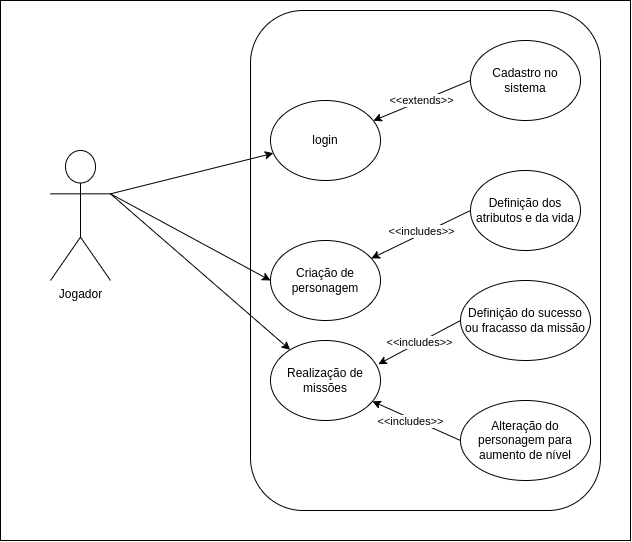 Cadastro no
sistema
<<extends>>
login
Definição dos
atributos e da vida
<<includes>>
Criação de
personagem
Jogador
Definição do sucesso
ou fracasso da missão
<<includes>>
Realização de
missões
<<includes>>
Alteração do
personagem para
aumento de nível